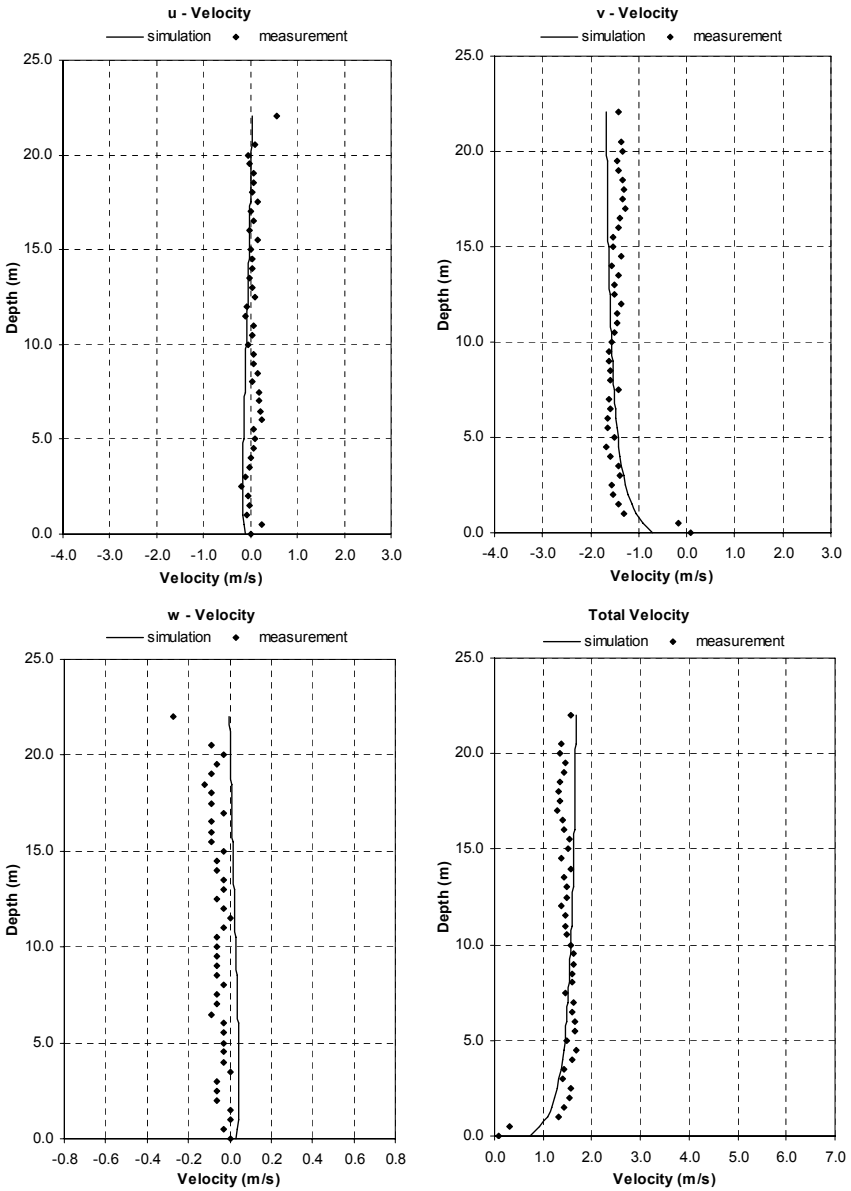 u - Velocity
simulation measurement
25.0
20.0
15.0
10.0
5.0
0.0
Depth (m)
-4.0 -3.0 -2.0 -1.0 0.0 1.0 2.0 3.0
Velocity (m/s)
v - Velocity
simulation measurement
25.0
20.0
15.0
10.0
5.0
0.0
Depth (m)
-4.0 -3.0 -2.0 -1.0 0.0 1.0 2.0 3.0
Velocity (m/s)
w - Velocity
simulation measurement
25.0
20.0
15.0
10.0
5.0
0.0
Depth (m)
-0.8 -0.6 -0.4 -0.2 0.0 0.2 0.4 0.6 0.8
Velocity (m/s)
Total Velocity
simulation measurement
25.0
20.0
15.0
10.0
5.0
0.0
Depth (m)
0.0 1.0 2.0 3.0 4.0 5.0 6.0 7.0
Velocity (m/s)